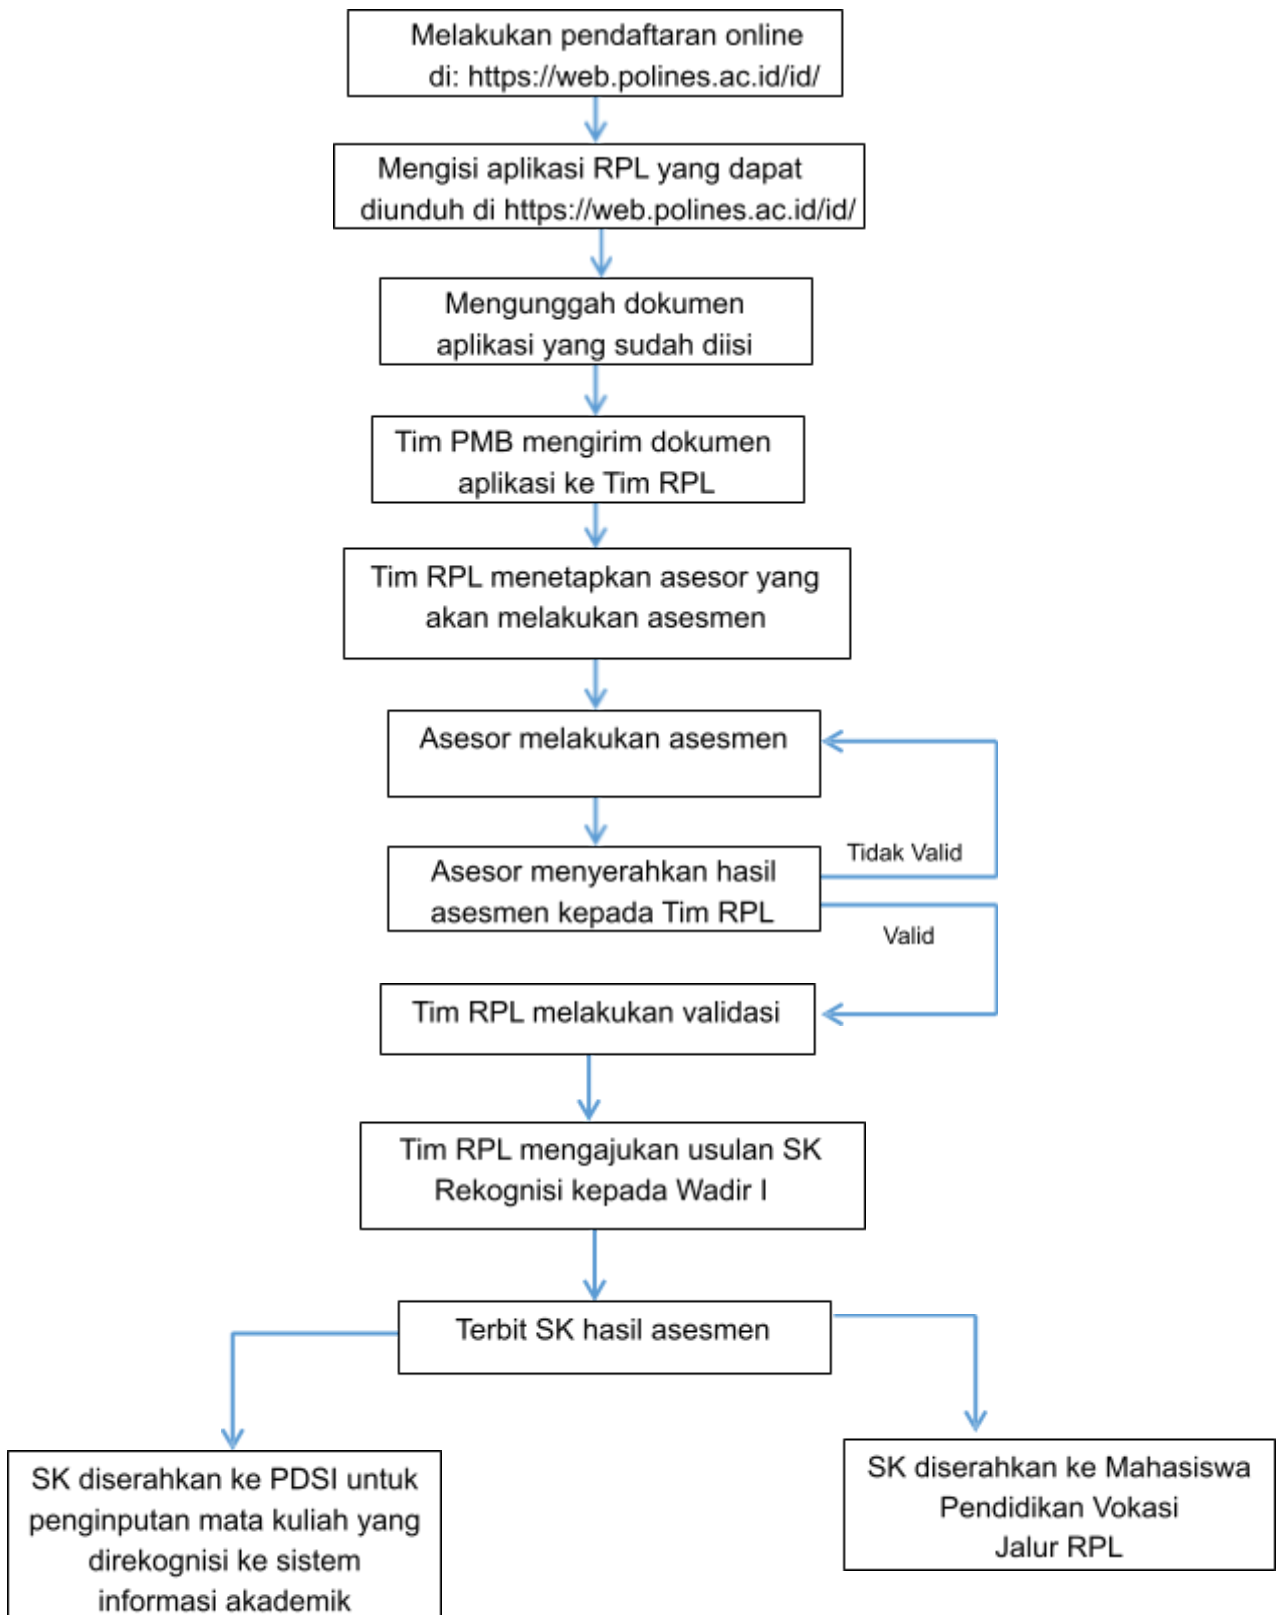 Melakukan pendaftaran online
di: https://web.polines.ac.id/id/
Mengisi aplikasi RPL yang dapat
diunduh di https://web.polines.ac.id/id/
Mengunggah dokumen
aplikasi yang sudah diisi
Tim PMB mengirim dokumen
aplikasi ke Tim RPL
Tim RPL menetapkan asesor yang
akan melakukan asesmen
Asesor melakukan asesmen
Tidak Valid
Asesor menyerahkan hasil
asesmen kepada Tim RPL
Valid
Tim RPL melakukan validasi
Tim RPL mengajukan usulan SK
Rekognisi kepada Wadir I
Terbit SK hasil asesmen
SK diserahkan ke PDSI untuk
penginputan mata kuliah yang
direkognisi ke sistem
informasi akademik
SK diserahkan ke Mahasiswa
Pendidikan Vokasi
Jalur RPL